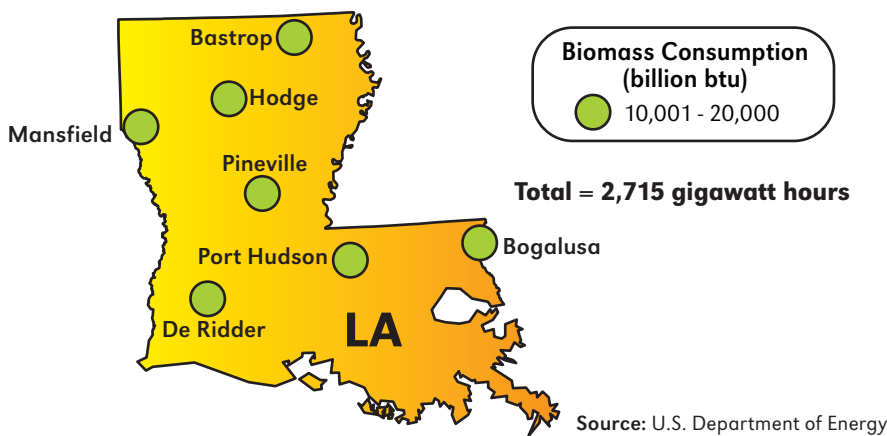 Bastrop
Hodge
Mansfield
Pineville
Port Hudson
Bogalusa
De Ridder
LA
Biomass Consumption
(billion btu)
10,001 - 20,000
Total = 2,715 gigawatt hours
Source: U.S. Department of Energy